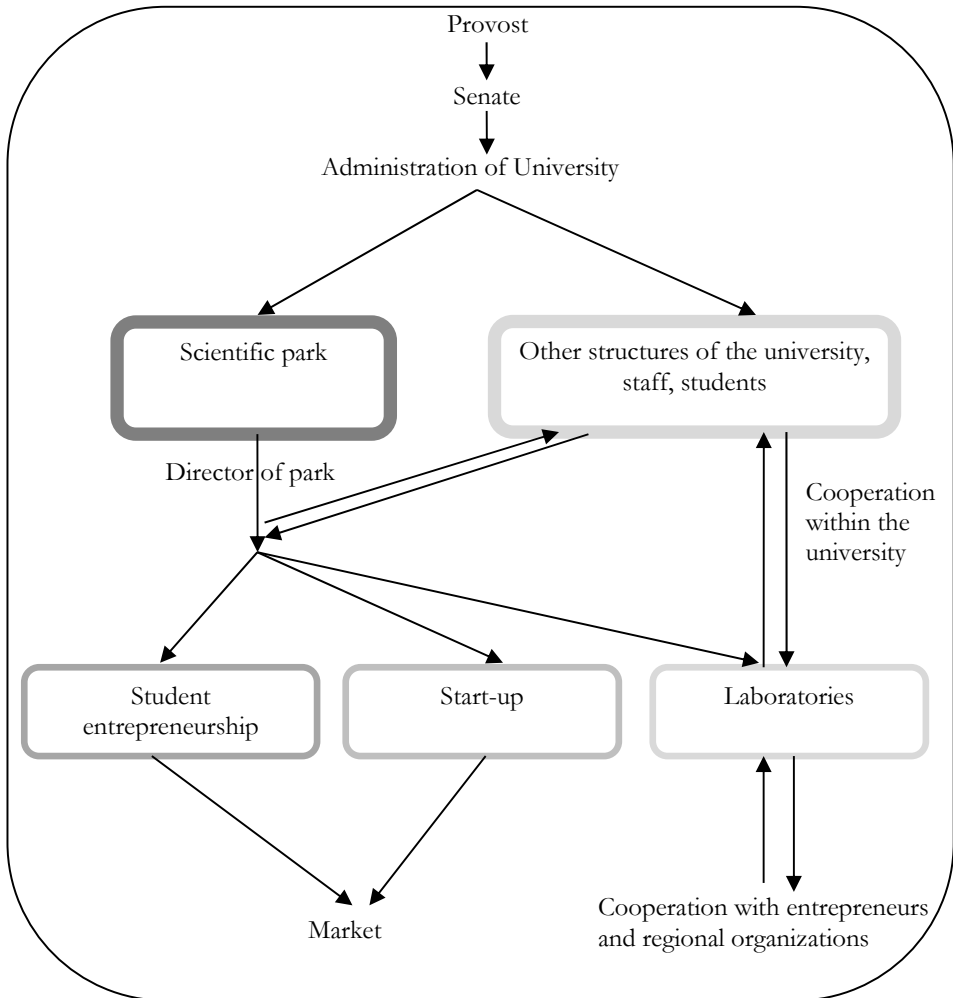 Provost
Senate
Administration of University
Scientific park
Other structures of the university,
staff, students
Director of park
Cooperation
within the
university
Student
entrepreneurship
Start-up
Laboratories
Market
Cooperation with entrepreneurs
and regional organizations